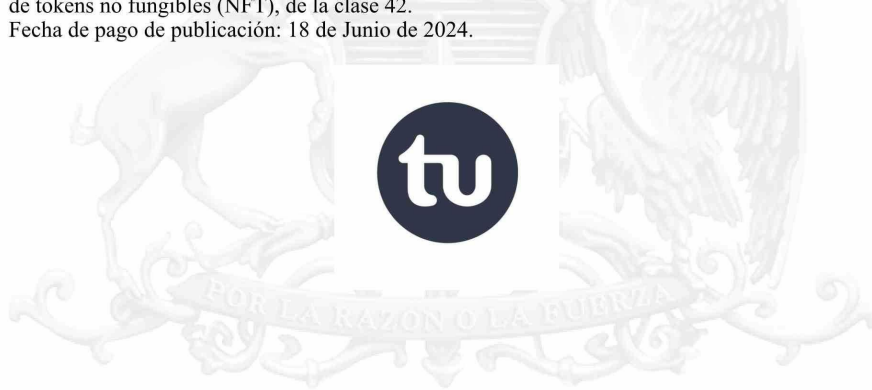 de tokens no fungibles (NFT), de la clase 42.
Fecha de pago de publicación: 18 de Junio de 2024.
tu
POR LA RAZÓN O LA FUERZA